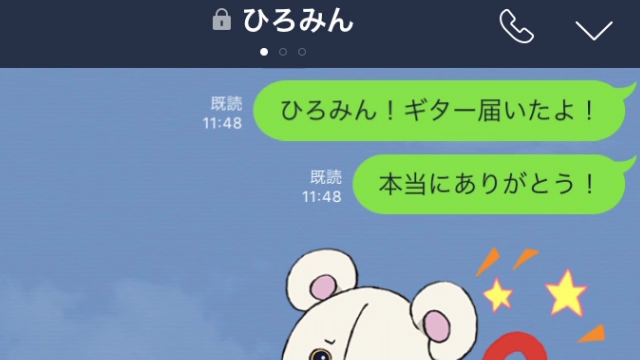 ひろみん
ひろみん！ギター届いたよ！
既読
11:48
本当にありがとう！
既読
11:48